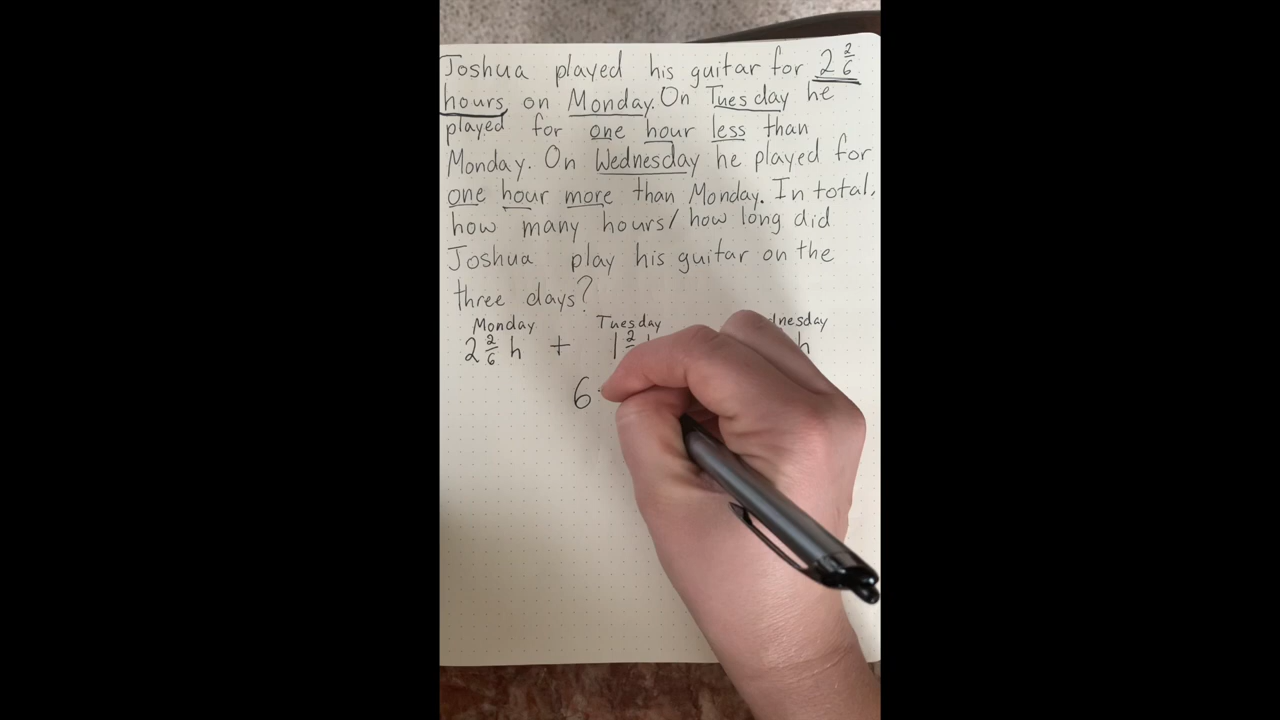 Joshua played his guitar for 2 2/6
hours on Monday. On Tuesday he
played for one hour less than
Monday. On Wednesday he played for
one hour more than Monday. In total,
how many hours/ how long did
Joshua play his guitar on the
three days?
Monday Tuesday
2 2/6 h + 1 h
6